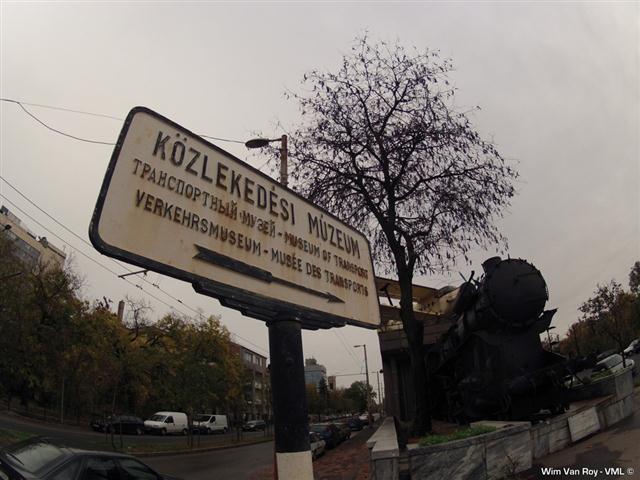 KÖZLEKEDÉSI MÚZEUM
ТРАНСПОРТНЫЙ МУЗЕЙ - MUSEUM OF TRANSPORT
VERKEHRSMUSEUM - MUSÉE DES TRANSPORTS
Wim Van Roy - VML ©